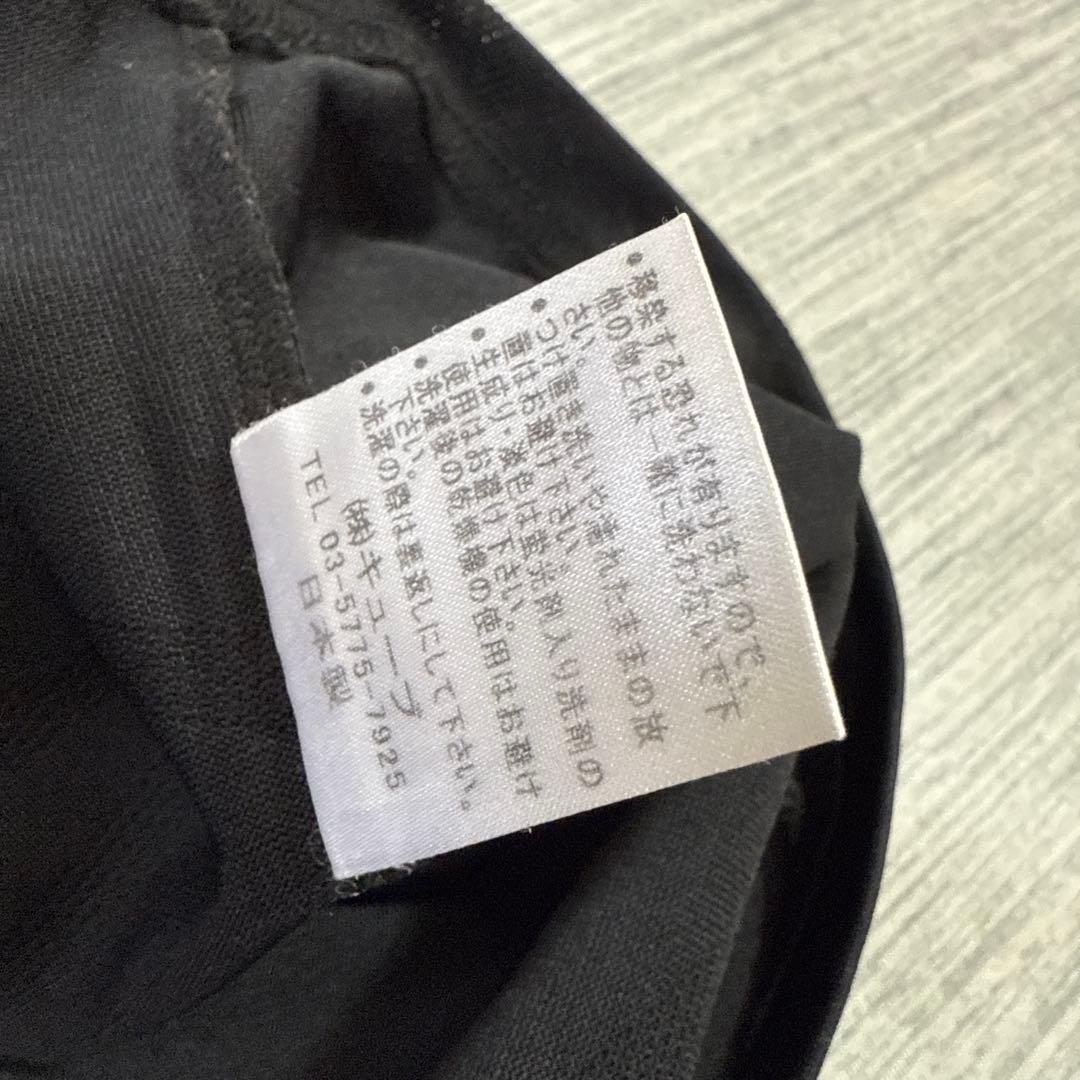 ・移染する恐れが有りますので、
他の物とは一緒に洗わないで下
さい。
・つけ置き洗いや濡れたままの放
置はお避け下さい。
・生成り・淡色は蛍光剤入り洗剤の
使用はお避け下さい。
・洗濯後の乾燥機の使用はお避け
下さい。
・洗濯の際は裏返しにして下さい。
㈱キューブ
TEL 03-5775-7925
日本製